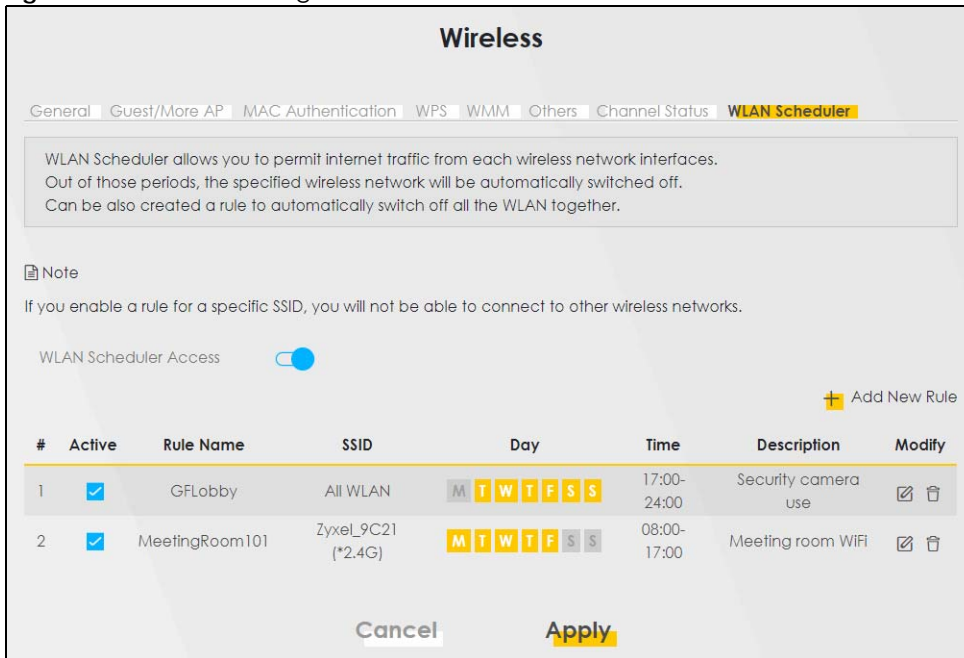 Wireless
General Guest/More AP MAC Authentication WPS WMM Others Channel Status WLAN Scheduler
WLAN Scheduler allows you to permit internet traffic from each wireless network interfaces.
Out of those periods, the specified wireless network will be automatically switched off.
Can be also created a rule to automatically switch off all the WLAN together.
Note
If you enable a rule for a specific SSID, you will not be able to connect to other wireless networks.
WLAN Scheduler Access
Add New Rule
# Active Rule Name SSID Day Time Description Modify
1 GFLobby All WLAN M T W T F S S 17:00-24:00 Security camera use
2 MeetingRoom101 Zyxel_9C21 (*2.4G) M T W T F S S 08:00-17:00 Meeting room WiFi
Cancel Apply